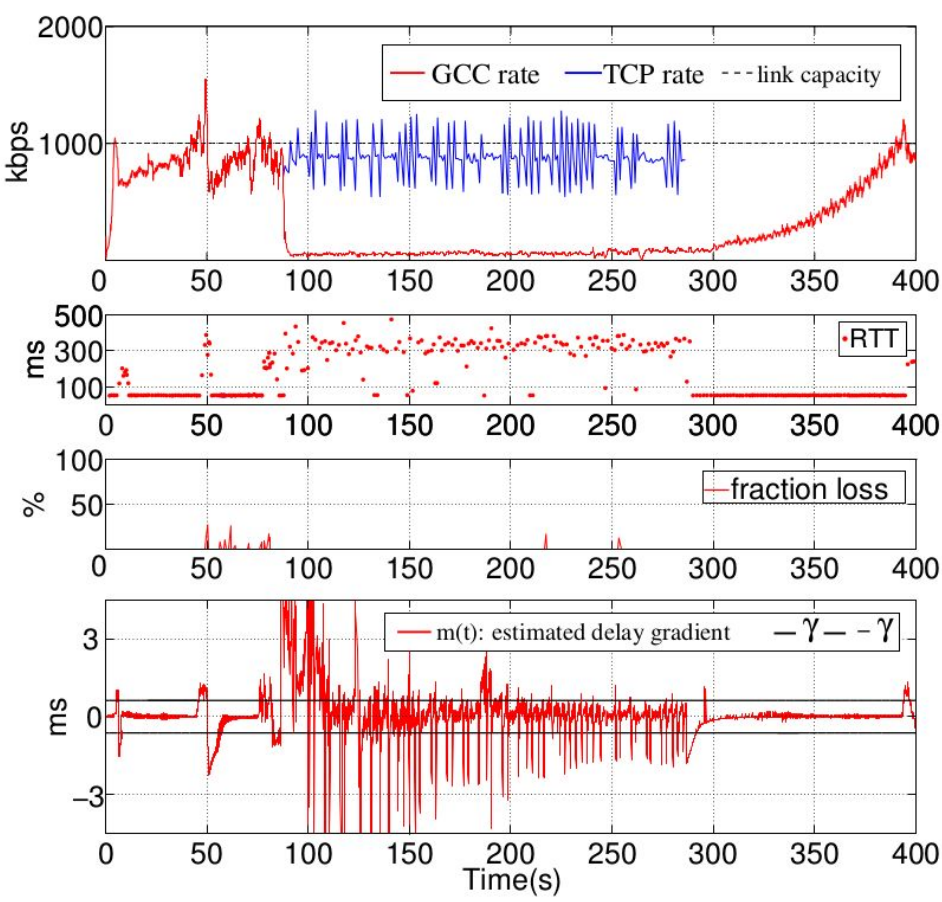 2000
1000
0
kbps
GCC rate TCP rate link capacity
0 50 100 150 200 250 300 350 400
500
300
100
ms
RTT
0 50 100 150 200 250 300 350 400
100
50
%
fraction loss
0 50 100 150 200 250 300 350 400
3
0
−3
ms
m(t): estimated delay gradient γ − γ
0 50 100 150 200 250 300 350 400
Time(s)